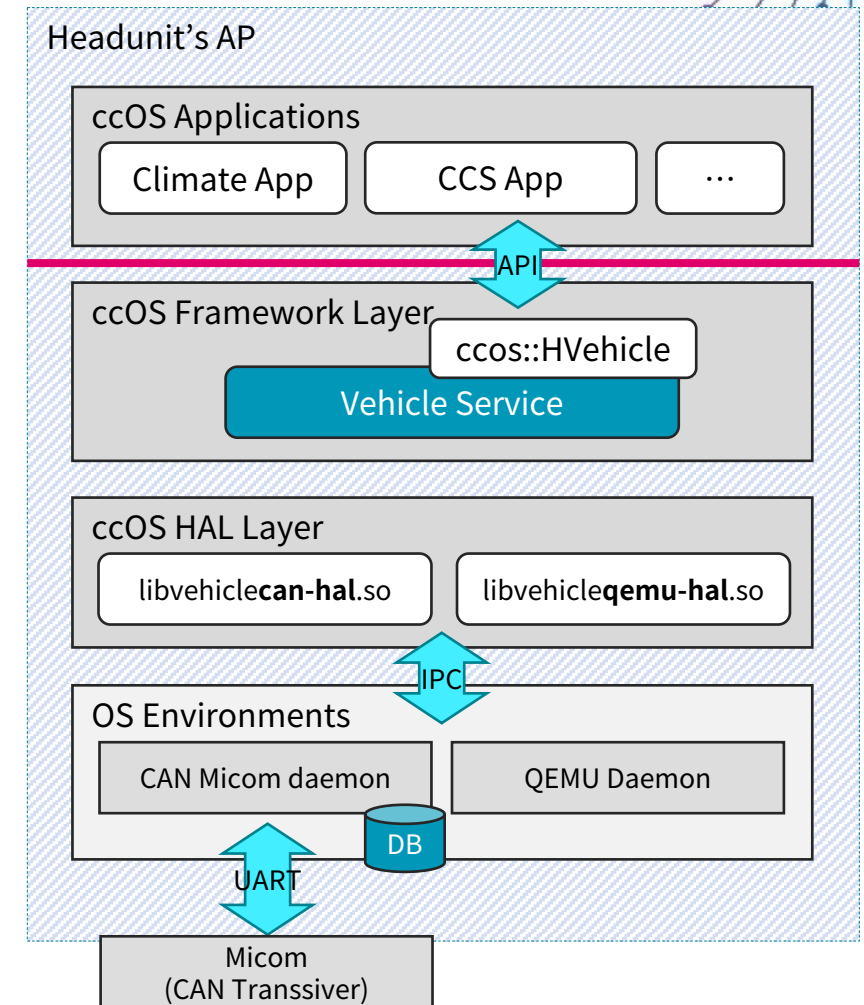 Headunit’s AP
ccOS Applications
Climate App
CCS App
…
API
ccOS Framework Layer
ccos::HVehicle
Vehicle Service
ccOS HAL Layer
libvehiclecan-hal.so
libvehicleqemu-hal.so
IPC
OS Environments
CAN Micom daemon
QEMU Daemon
DB
UART
Micom
(CAN Transsiver)